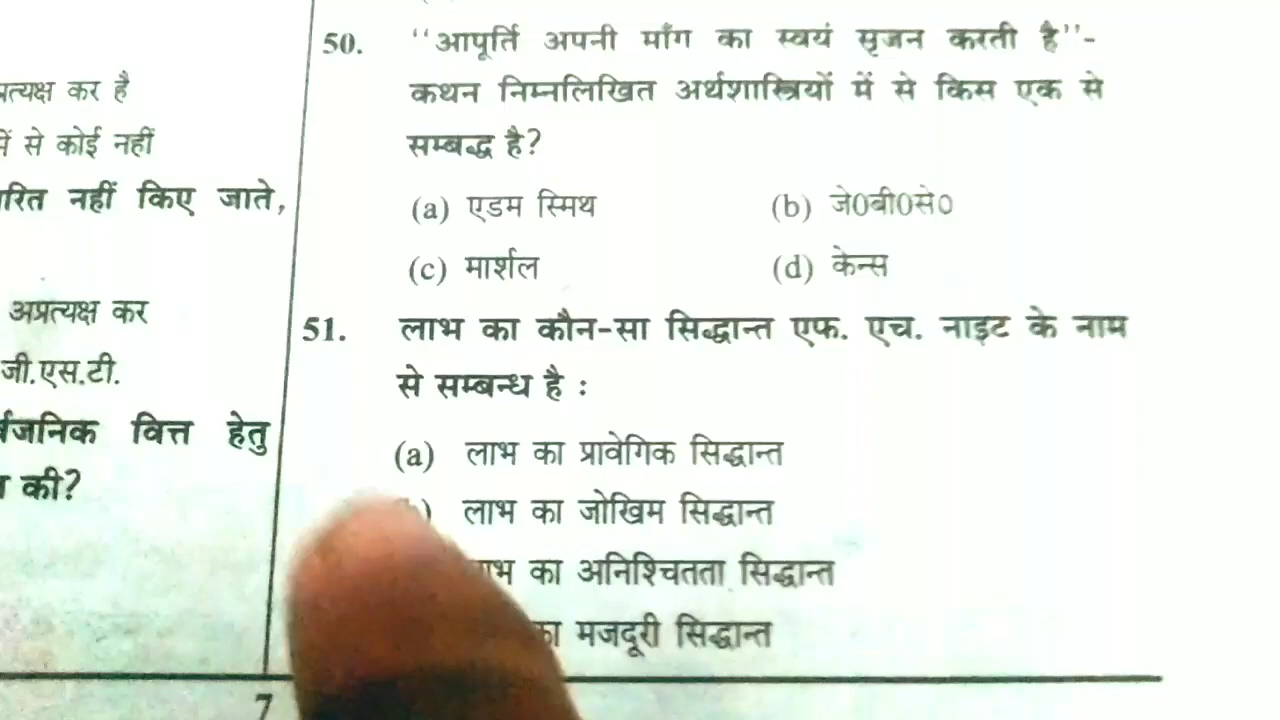 प्रत्यक्ष कर है
में से कोई नहीं
नहीं किए जाते,
अप्रत्यक्ष कर
जी.एस.टी.
वित्त हेतु
की?
50. ‘‘आपूर्ति अपनी माँग का स्वयं सृजन करती है’’-
कथन निम्नलिखित अर्थशास्त्रियों में से किस एक से
सम्बद्ध है?
(a) एडम स्मिथ (b) जे0बी0से0
(c) मार्शल (d) केन्स
51. लाभ का कौन-सा सिद्धान्त एफ. एच. नाइट के नाम
से सम्बन्ध है :
(a) लाभ का प्रावेगिक सिद्धान्त
लाभ का जोखिम सिद्धान्त
का अनिश्चितता सिद्धान्त
का मजदूरी सिद्धान्त
7